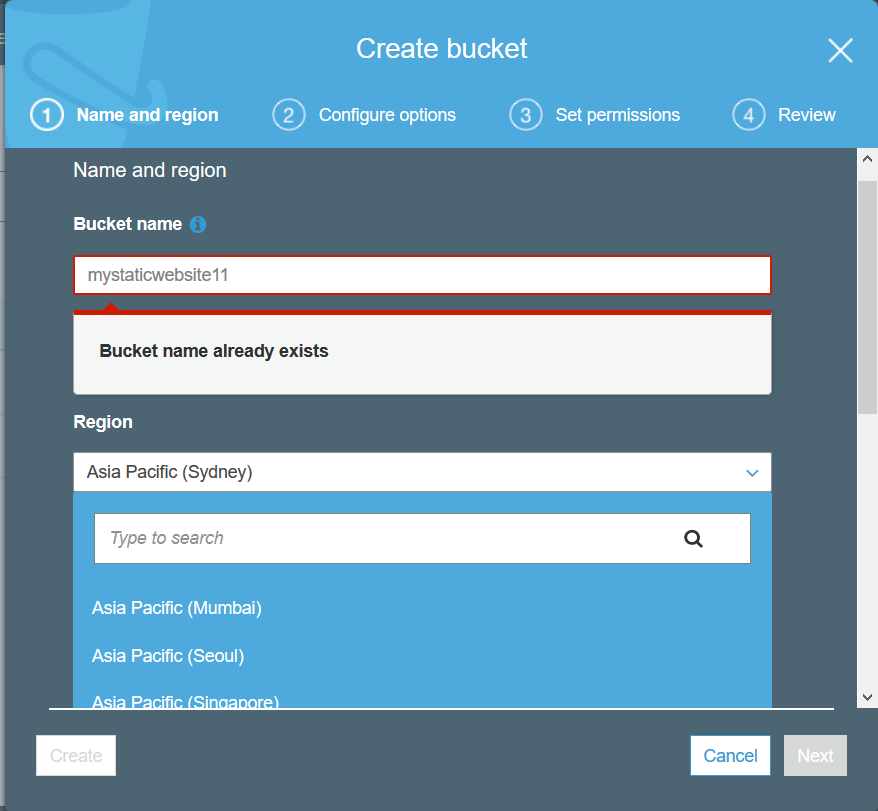 Create bucket
1 Name and region 2 Configure options 3 Set permissions 4 Review
Name and region
Bucket name
mystaticwebsite11
Bucket name already exists
Region
Asia Pacific (Sydney)
Type to search
Asia Pacific (Mumbai)
Asia Pacific (Seoul)
Asia Pacific (Singapore)
Create Cancel Next